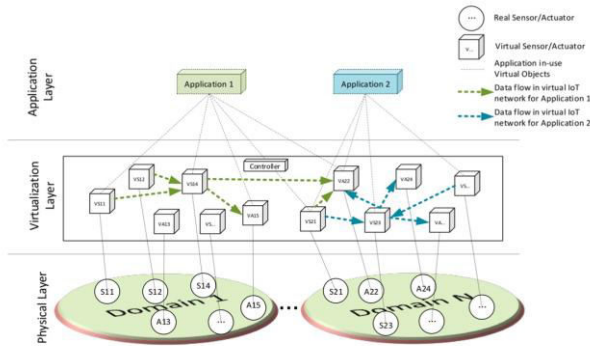 ...
Real Sensor/Actuator
V...
Virtual Sensor/Actuator
Application in-use
Virtual Objects
Data flow in virtual IoT
network for Application 1
Data flow in virtual IoT
network for Application 2
Application
Layer
Application 1
Application 2
Virtualization
Layer
Controller
VS12
VS14
VA22
VA24
VS...
VS11
VA13
VS...
VA15
VS21
VS23
VA...
Physical Layer
S11
S12
S14
A15
A13
...
Domain 1
...
S21
A22
A24
S23
...
...
Domain N